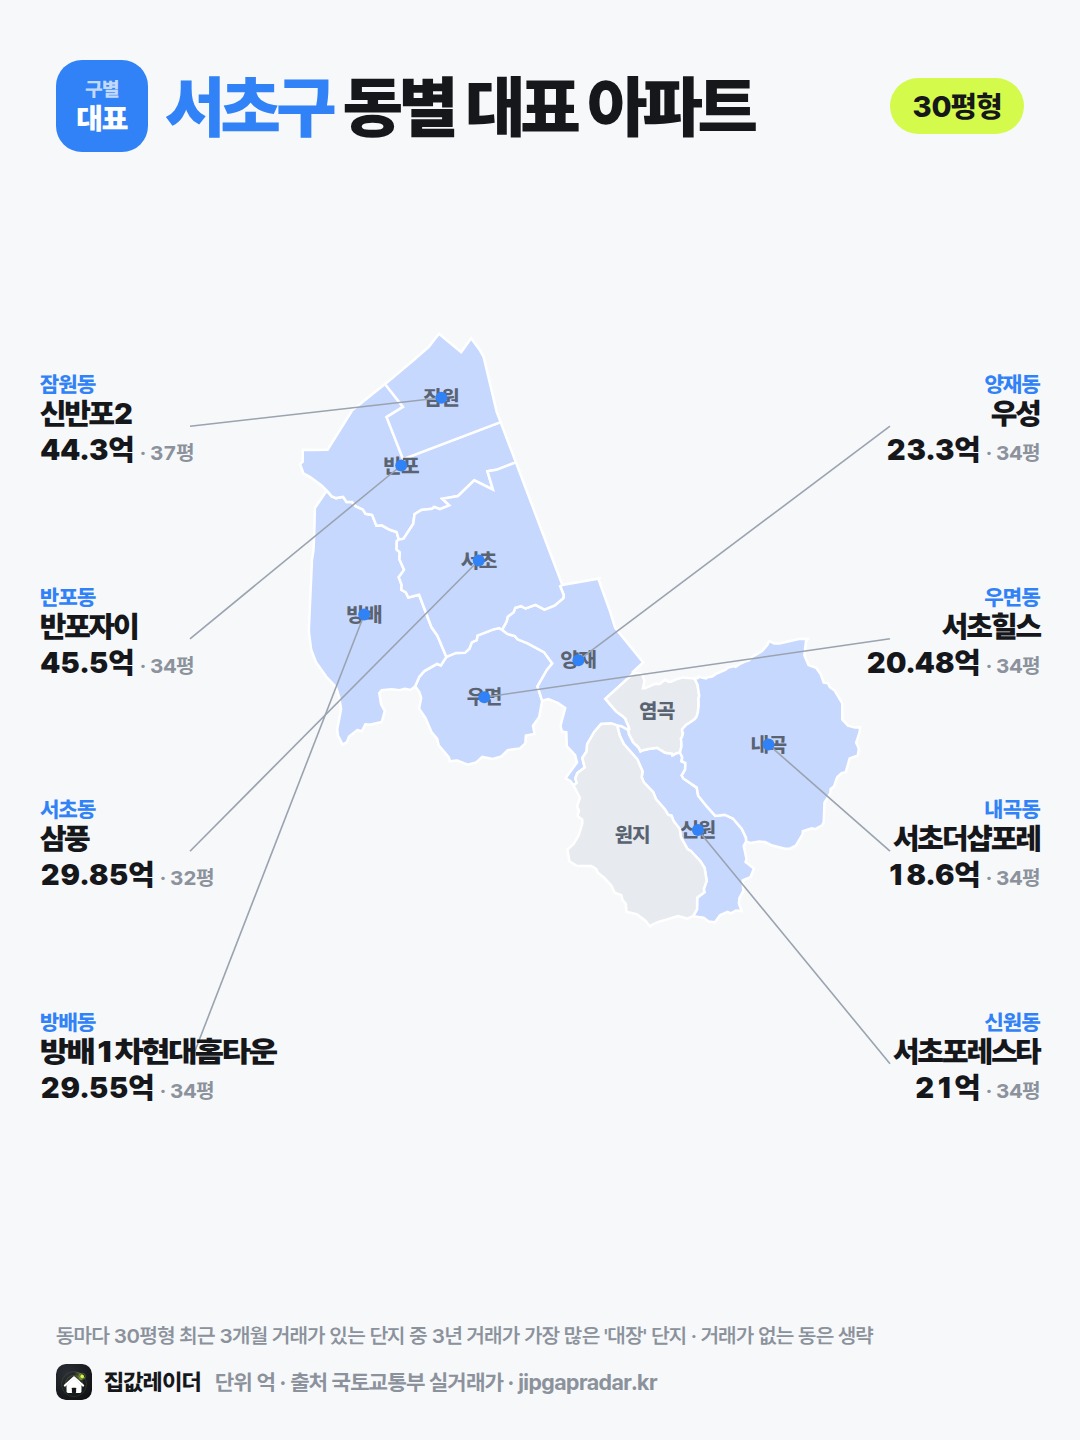 구별
대표
서초구 동별 대표 아파트
30평형
잠원동
신반포2
44.3억 · 37평
반포동
반포자이
45.5억 · 34평
서초동
삼풍
29.85억 · 32평
방배동
방배1차현대홈타운
29.55억 · 34평
잠원
반포
서초
방배
양재
우면
염곡
내곡
원지
신원
양재동
우성
23.3억 · 34평
우면동
서초힐스
20.48억 · 34평
내곡동
서초더샵포레
18.6억 · 34평
신원동
서초포레스타
21억 · 34평
동마다 30평형 최근 3개월 거래가 있는 단지 중 3년 거래가 가장 많은 '대장' 단지 · 거래가 없는 동은 생략
집값레이더 단위 억 · 출처 국토교통부 실거래가 · jipgapradar.kr